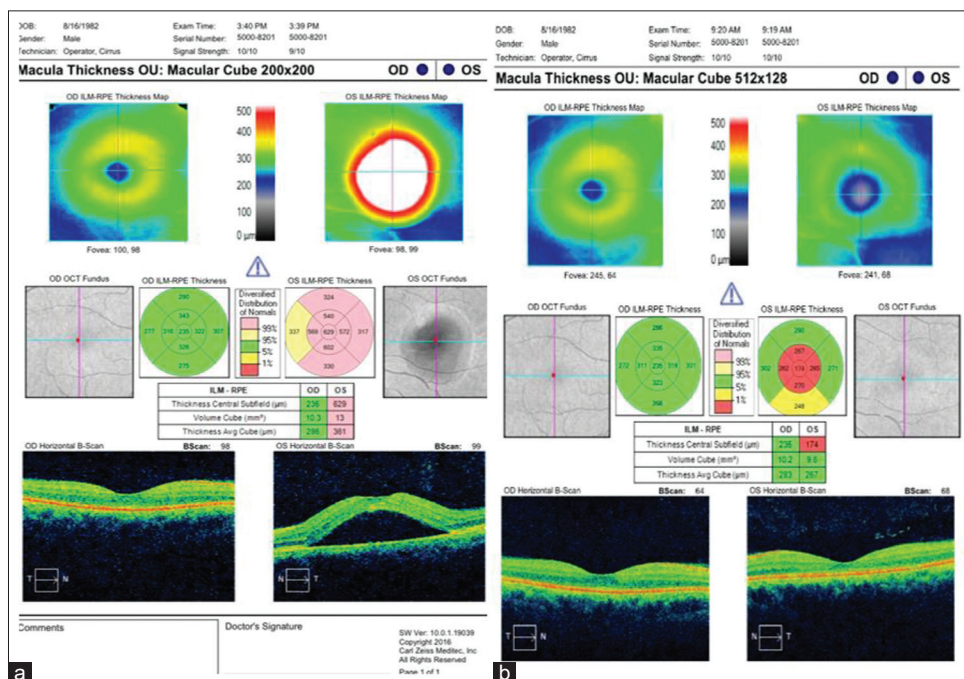 DOB: 8/16/1982 Exam Time: 3:40 PM 3:39 PM
Gender: Male Serial Number: 5000-8201 5000-8201
Technician: Operator, Cirrus Signal Strength: 10/10 9/10
Macula Thickness OU: Macular Cube 200x200 OD OS
OD ILM-RPE Thickness Map OS ILM-RPE Thickness Map
500
400
300
200
100
0 µm
Fovea: 100, 98 Fovea: 98, 99
OD OCT Fundus OD ILM-RPE Thickness OS ILM-RPE Thickness OS OCT Fundus
Diversified
Distribution
of Normals
99%
95%
5%
1%
290
343
277 316 235 322 307
326
275
324
540
337 569 629 572 317
602
330
ILM - RPE OD OS
Thickness Central Subfield (µm) 236 629
Volume Cube (mm³) 10.3 13
Thickness Avg Cube (µm) 286 361
OD Horizontal B-Scan BScan: 98 OS Horizontal B-Scan BScan: 99
T N N T
Comments Doctor's Signature
SW Ver: 10.0.1.19039
Copyright 2016
Carl Zeiss Meditec, Inc
All Rights Reserved
Page 1 of 1
a
DOB: 8/16/1982 Exam Time: 9:20 AM 9:19 AM
Gender: Male Serial Number: 5000-8201 5000-8201
Technician: Operator, Cirrus Signal Strength: 10/10 10/10
Macula Thickness OU: Macular Cube 512x128 OD OS
OD ILM-RPE Thickness Map OS ILM-RPE Thickness Map
500
400
300
200
100
0 µm
Fovea: 245, 64 Fovea: 241, 68
OD OCT Fundus OD ILM-RPE Thickness OS ILM-RPE Thickness OS OCT Fundus
Diversified
Distribution
of Normals
99%
95%
5%
1%
335
272 311 235 318 301
323
290
302 174 271
270
248
ILM - RPE OD OS
Thickness Central Subfield (µm) 235 174
Volume Cube (mm³) 10.2 9.6
Thickness Avg Cube (µm) 283 267
OD Horizontal B-Scan BScan: 64 OS Horizontal B-Scan BScan: 68
T N N T
b